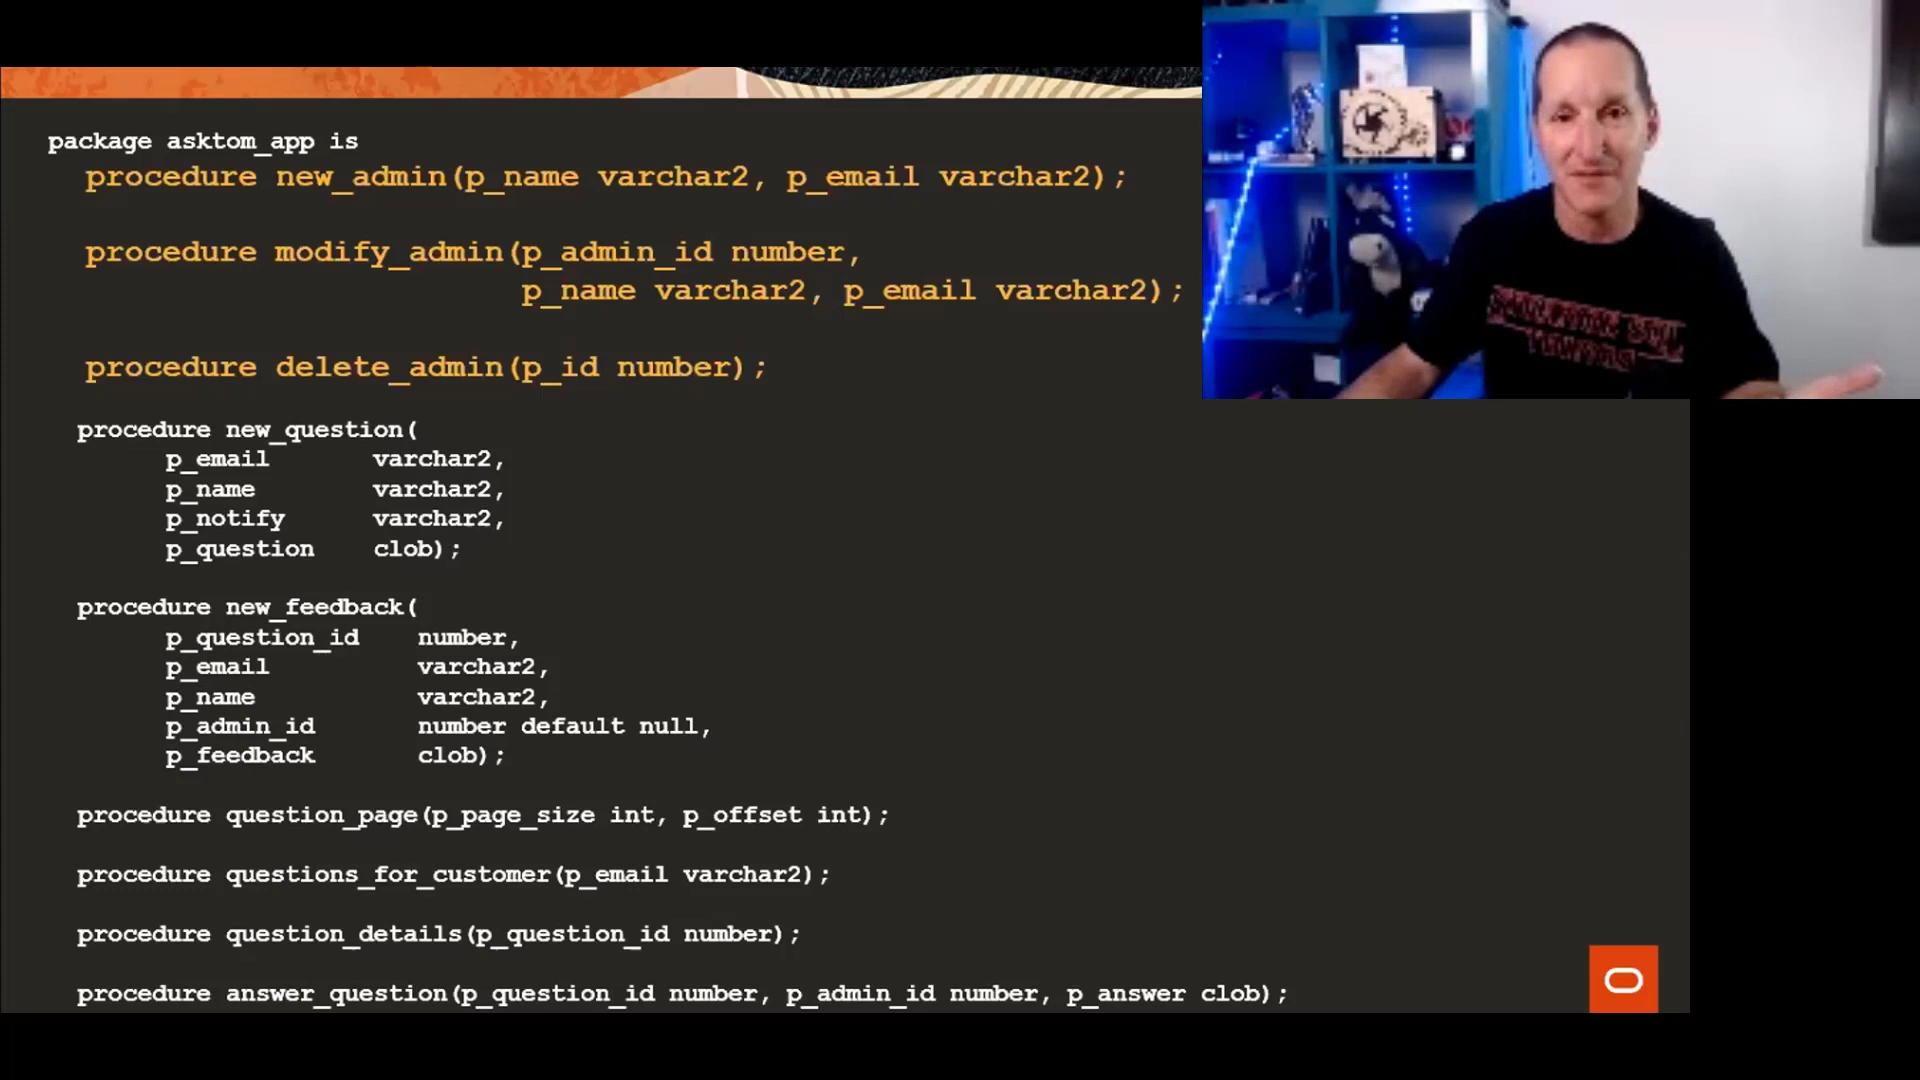 package asktom_app is
procedure new_admin(p_name varchar2, p_email varchar2);
procedure modify_admin(p_admin_id number,
p_name varchar2, p_email varchar2);
procedure delete_admin(p_id number);
procedure new_question(
p_email varchar2,
p_name varchar2,
p_notify varchar2,
p_question clob);
procedure new_feedback(
p_question_id number,
p_email varchar2,
p_name varchar2,
p_admin_id number default null,
p_feedback clob);
procedure question_page(p_page_size int, p_offset int);
procedure questions_for_customer(p_email varchar2);
procedure question_details(p_question_id number);
procedure answer_question(p_question_id number, p_admin_id number, p_answer clob);